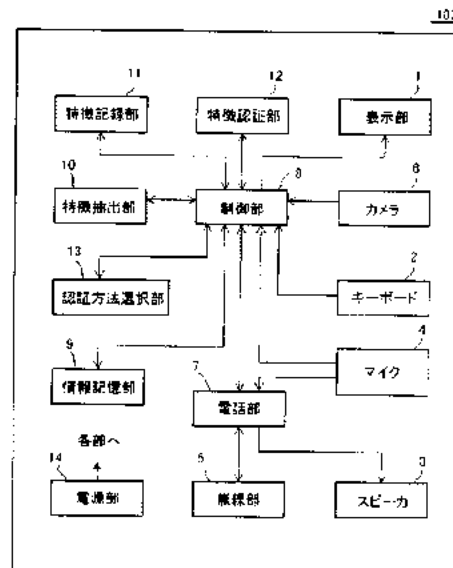 102
11
12
1
特徴記録部
特徴認証部
表示部
10
8
6
特徴抽出部
制御部
カメラ
13
2
認証方法選択部
キーボード
4
9
マイク
7
情報記憶部
電話部
各部へ
14
5
3
電源部
無線部
スピーカ